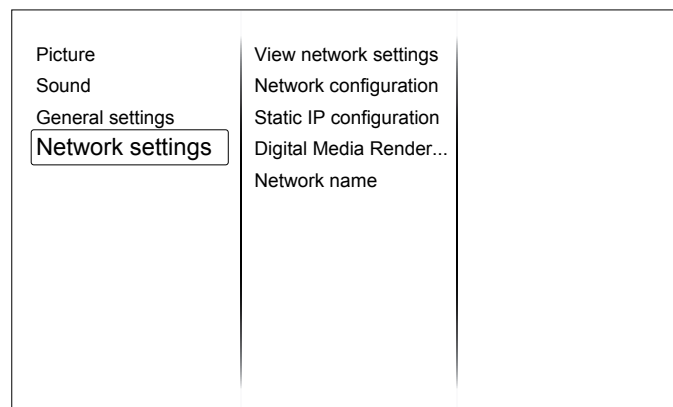 Picture
Sound
General settings
Network settings
View network settings
Network configuration
Static IP configuration
Digital Media Render...
Network name